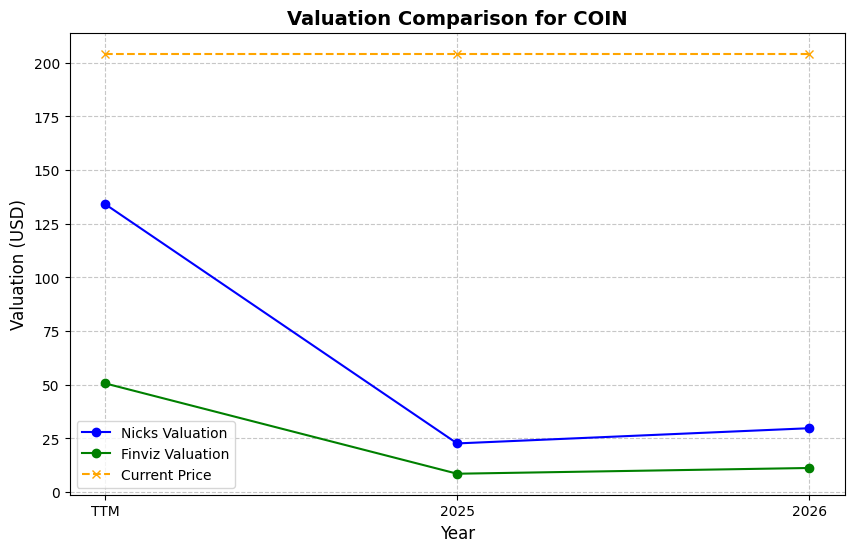 Valuation Comparison for COIN
Valuation (USD)
200
175
150
125
100
75
50
25
0
Nicks Valuation
Finviz Valuation
Current Price
TTM
2025
2026
Year